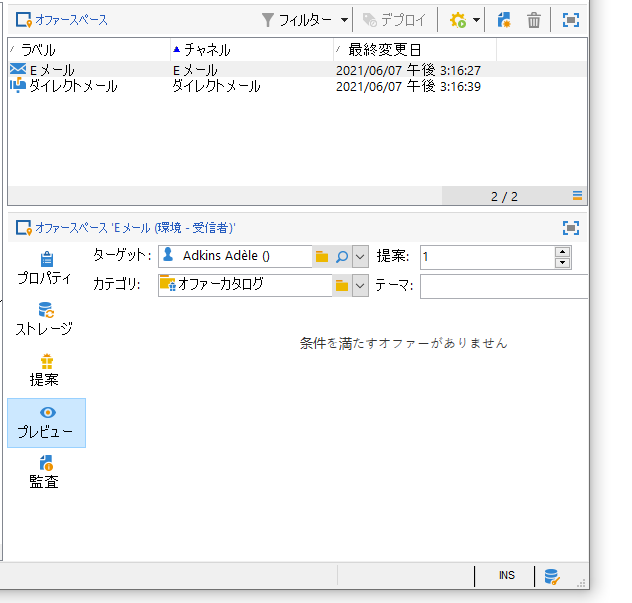 オファースペース フィルター デプロイ
ラベル チャネル 最終変更日
Eメール Eメール 2021/06/07 午後 3:16:27
ダイレクトメール ダイレクトメール 2021/06/07 午後 3:16:39
2 / 2
オファースペース 'Eメール (環境 - 受信者)'
ターゲット: Adkins Adèle () 提案: 1
プロパティ
カテゴリ: オファーカタログ テーマ:
ストレージ
条件を満たすオファーがありません
提案
プレビュー
監査
INS